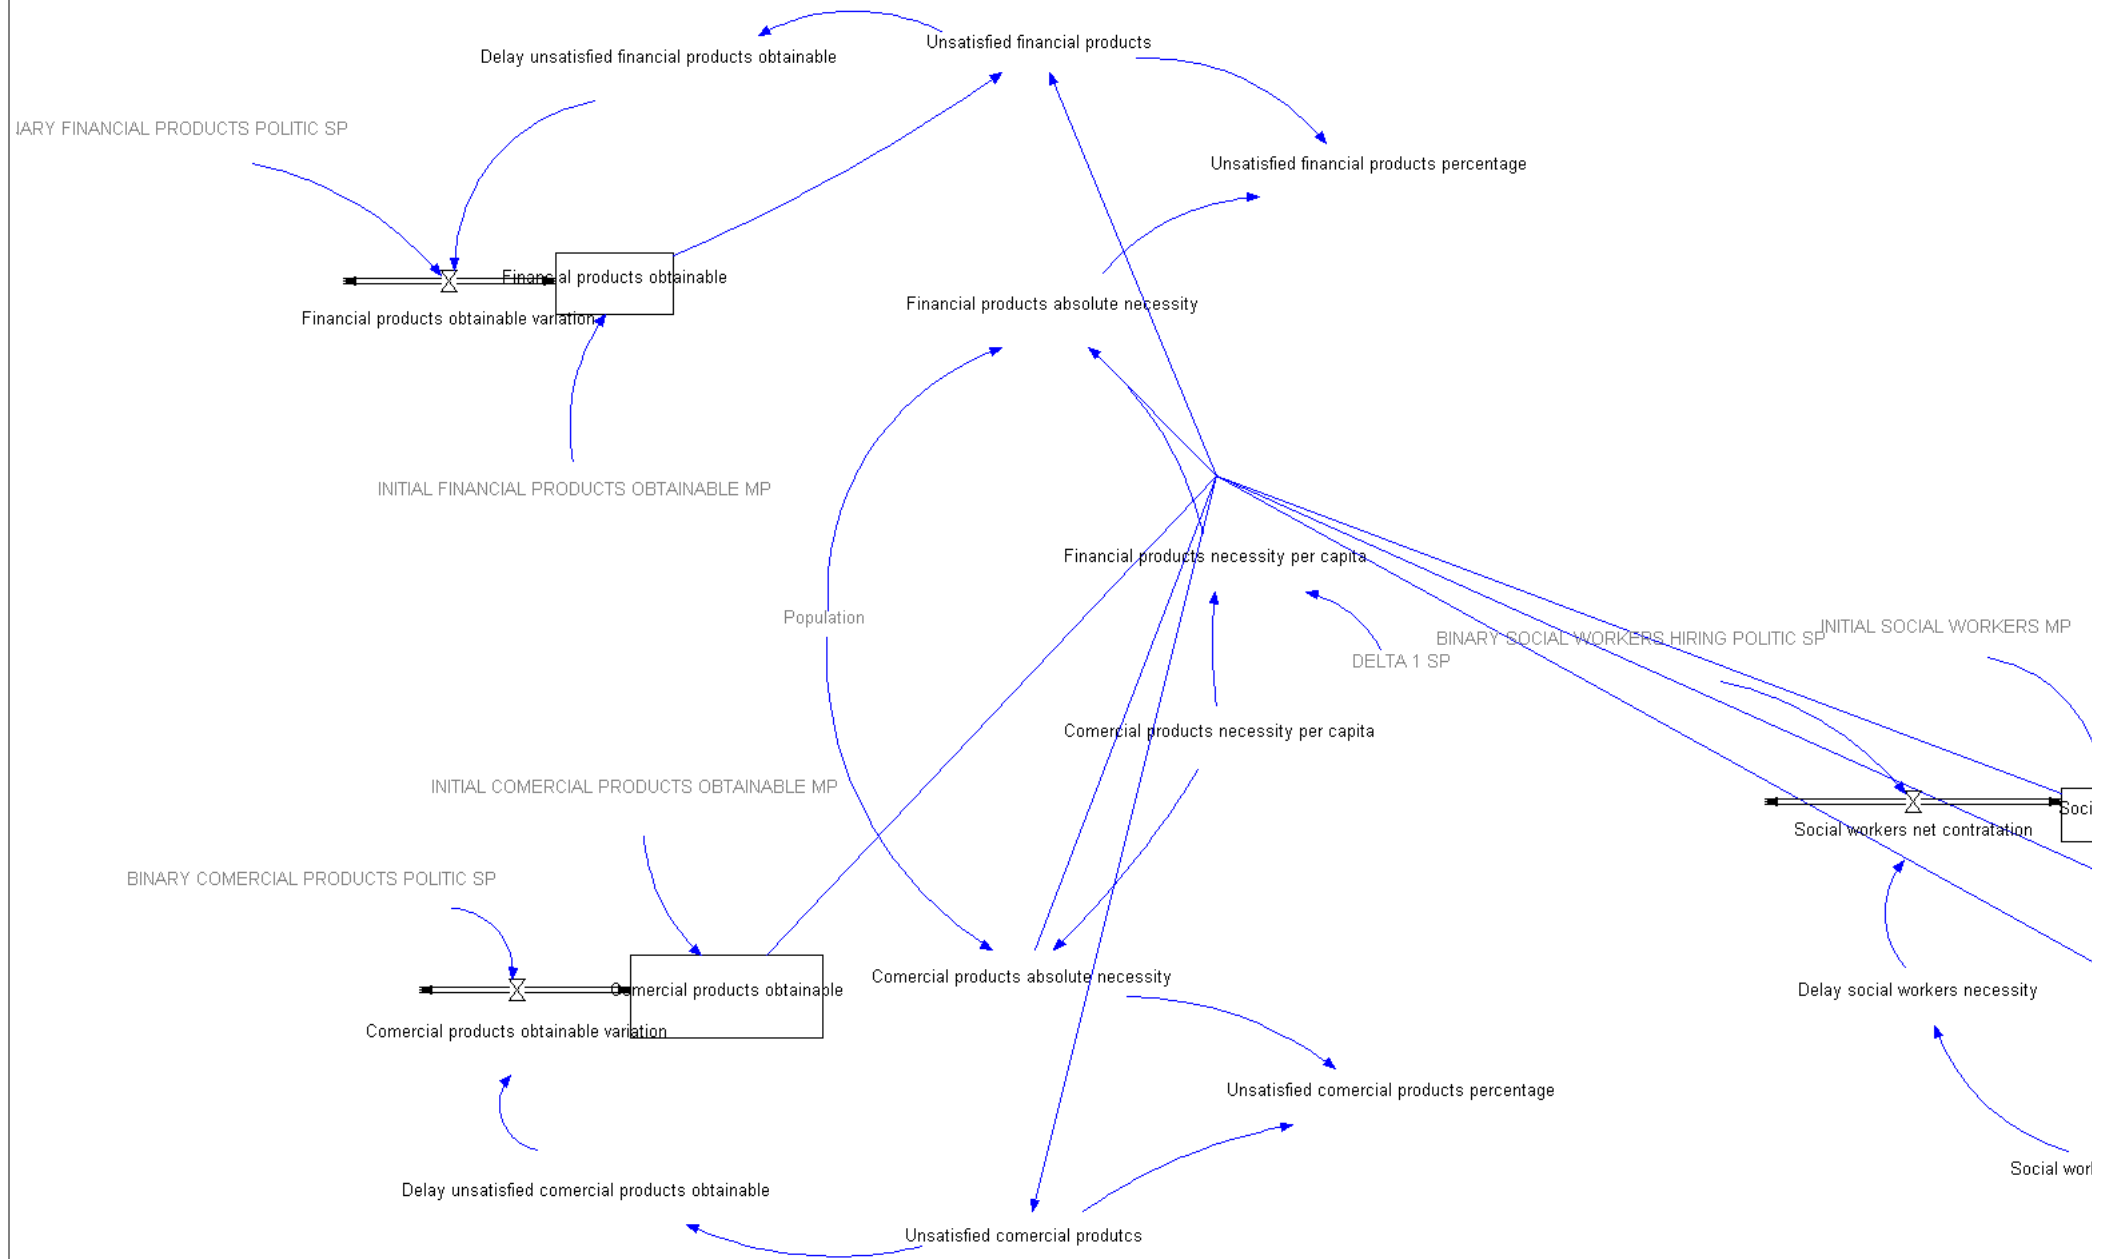 Unsatisfied financial products
Delay unsatisfied financial products obtainable
FINANCIAL PRODUCTS POLITIC SP
Unsatisfied financial products percentage
Financial products obtainable
Financial products absolute necessity
Financial products obtainable variation
INITIAL FINANCIAL PRODUCTS OBTAINABLE MP
Financial products necessity per capita
Population
INITIAL SOCIAL WORKERS MP
BINARY SOCIAL WORKERS HIRING POLITIC SP
DELTA 1 SP
Comercial products necessity per capita
INITIAL COMERCIAL PRODUCTS OBTAINABLE MP
Soci
Social workers net contratation
BINARY COMERCIAL PRODUCTS POLITIC SP
Comercial products absolute necessity
Comercial products obtainable
Delay social workers necessity
Comercial products obtainable variation
Unsatisfied comercial products percentage
Social
Delay unsatisfied comercial products obtainable
Unsatisfied comercial produtcs